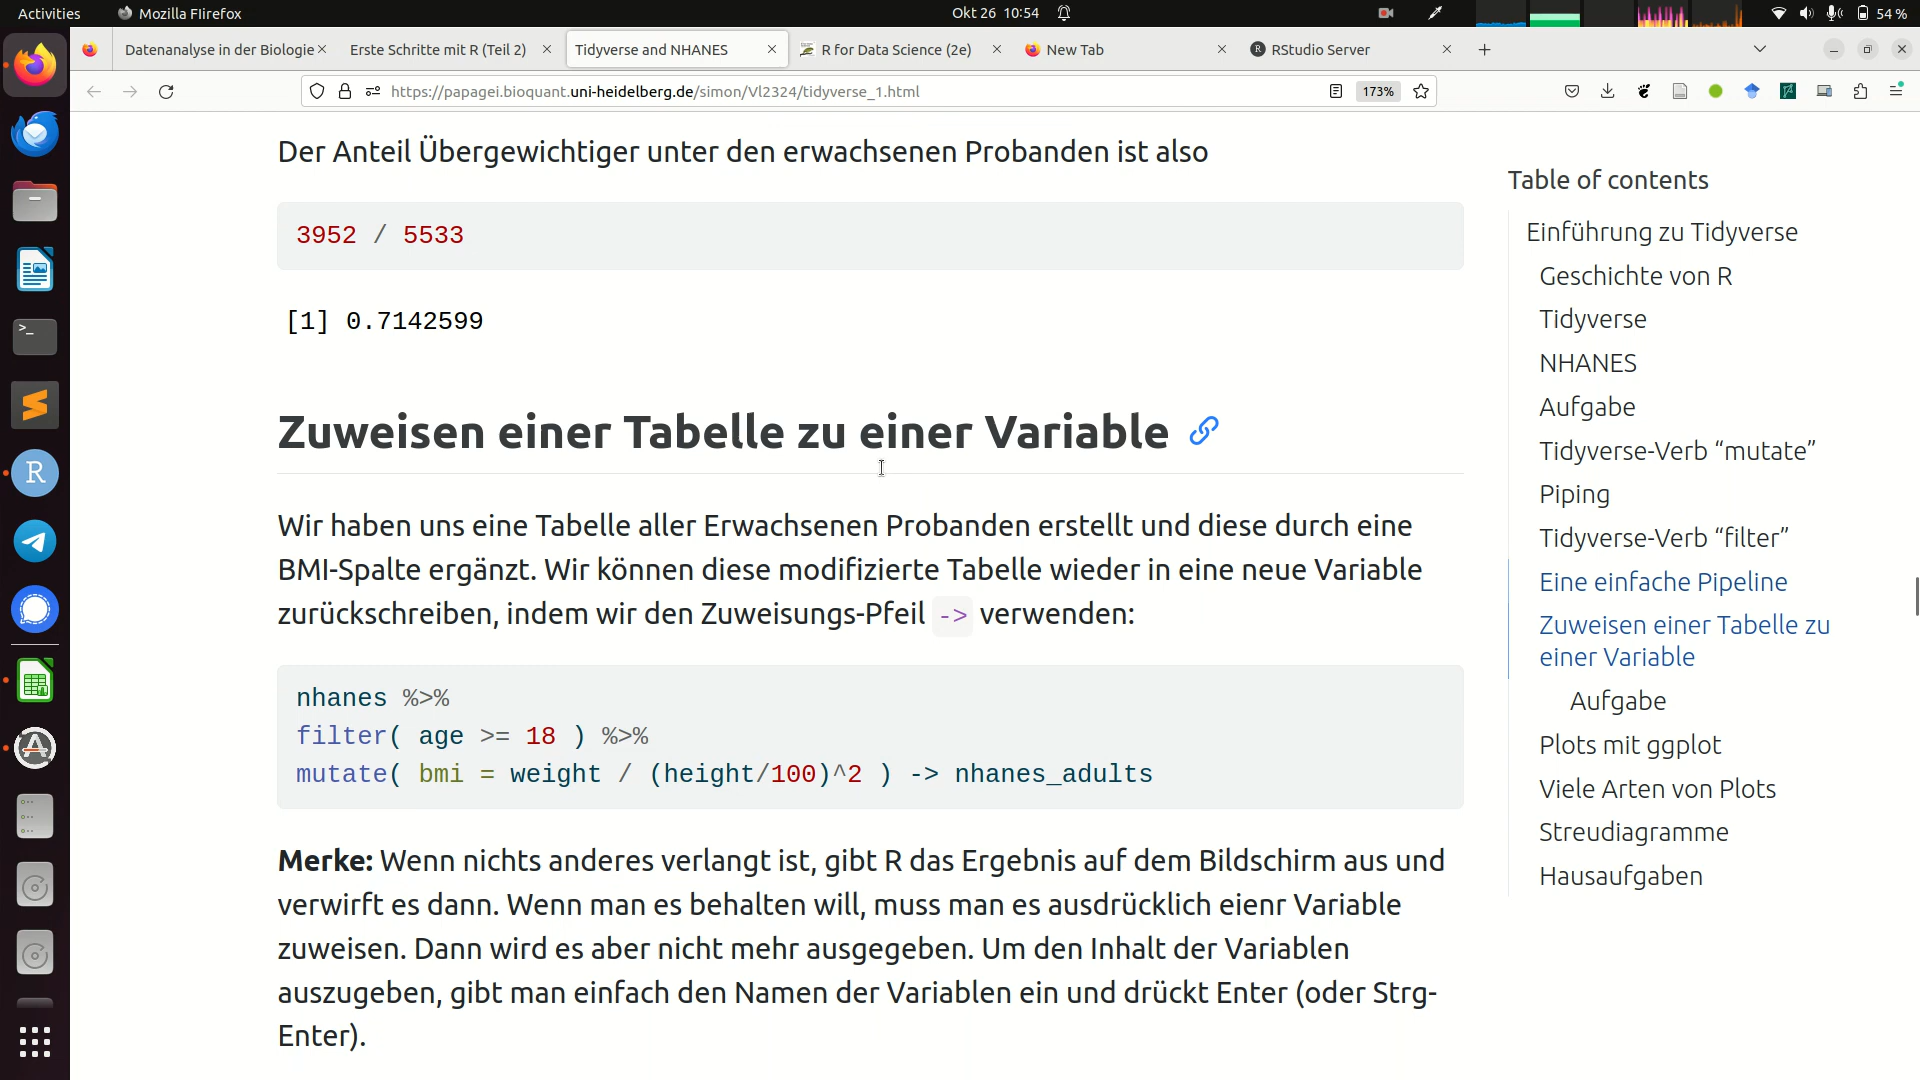 Activities
Mozilla FIirefox
Okt 26 10:54
54 %
Datenanalyse in der Biologie
Erste Schritte mit R (Teil 2)
Tidyverse and NHANES
R for Data Science (2e)
New Tab
RStudio Server
https://papagei.bioquant.uni-heidelberg.de/simon/Vl2324/tidyverse_1.html
173%
Der Anteil Übergewichtiger unter den erwachsenen Probanden ist also
3952 / 5533
[1] 0.7142599
Zuweisen einer Tabelle zu einer Variable
Wir haben uns eine Tabelle aller Erwachsenen Probanden erstellt und diese durch eine
BMI-Spalte ergänzt. Wir können diese modifizierte Tabelle wieder in eine neue Variable
zurückschreiben, indem wir den Zuweisungs-Pfeil -> verwenden:
nhanes %>%
filter( age >= 18 ) %>%
mutate( bmi = weight / (height/100)^2 ) -> nhanes_adults
Merke: Wenn nichts anderes verlangt ist, gibt R das Ergebnis auf dem Bildschirm aus und
verwirft es dann. Wenn man es behalten will, muss man es ausdrücklich eienr Variable
zuweisen. Dann wird es aber nicht mehr ausgegeben. Um den Inhalt der Variablen
auszugeben, gibt man einfach den Namen der Variablen ein und drückt Enter (oder Strg-
Enter).
Table of contents
Einführung zu Tidyverse
Geschichte von R
Tidyverse
NHANES
Aufgabe
Tidyverse-Verb “mutate”
Piping
Tidyverse-Verb “filter”
Eine einfache Pipeline
Zuweisen einer Tabelle zu
einer Variable
Aufgabe
Plots mit ggplot
Viele Arten von Plots
Streudiagramme
Hausaufgaben